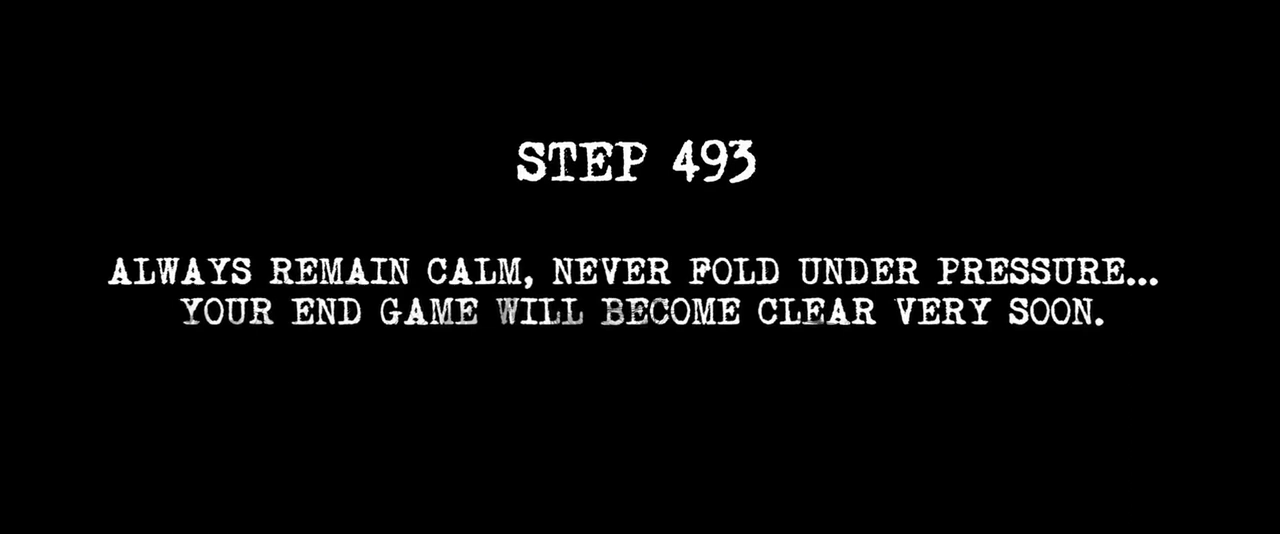 STEP 493
ALWAYS REMAIN CALM, NEVER FOLD UNDER PRESSURE...
YOUR END GAME WILL BECOME CLEAR VERY SOON.